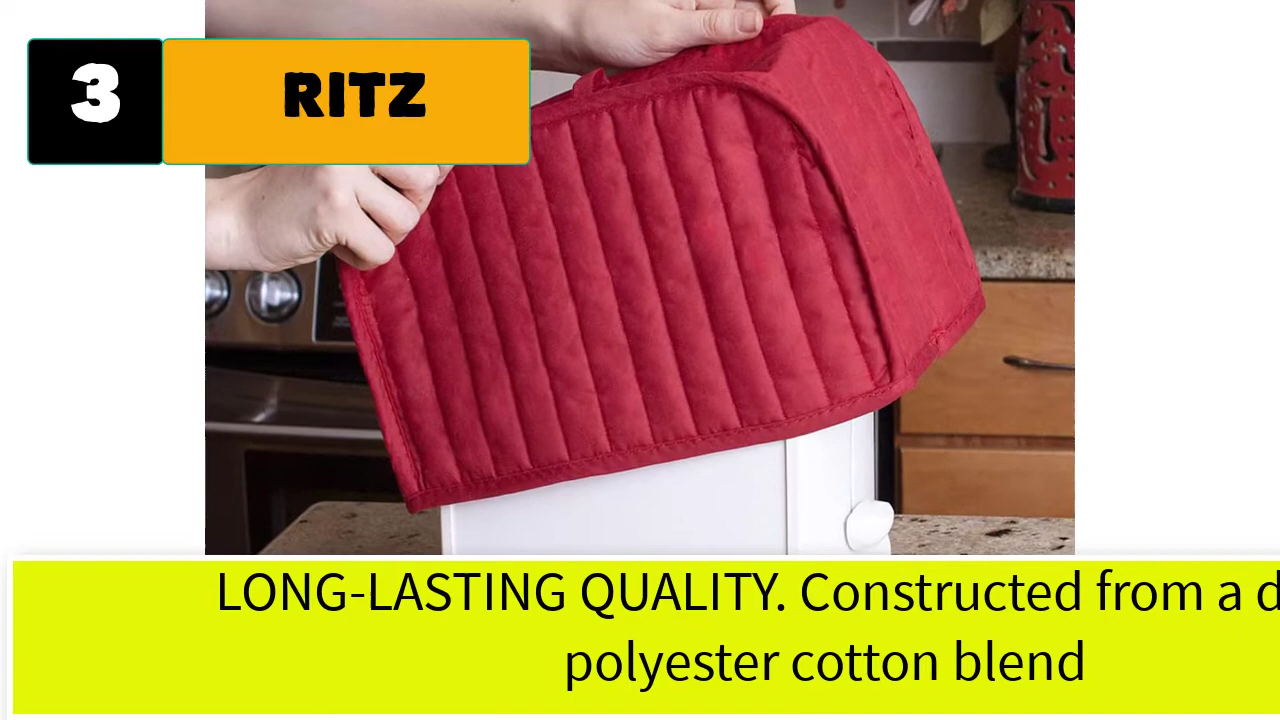 3
RITZ
LONG-LASTING QUALITY. Constructed from a
polyester cotton blend